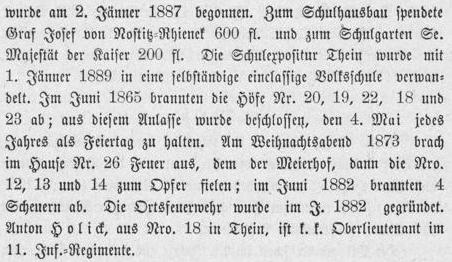 wurde am 2. Jänner 1887 begonnen. Zum Schulhausbau spendete
Graf Josef von Nostitz-Rhienek 600 fl. und zum Schulgarten Se.
Majestät der Kaiser 200 fl. Die Schulexpositur Thein wurde mit
1. Jänner 1889 in eine selbständige einclassige Volksschule verwan-
delt. Im Juni 1865 brannten die Höfe Nr. 20, 19, 22, 18 und
23 ab; aus diesem Anlasse wurde beschlossen, den 4. Mai jedes
Jahres als Feiertag zu halten. Am Weihnachtsabend 1873 brach
im Hause Nr. 26 Feuer aus, dem der Meierhof, dann die Nro.
12, 13 und 14 zum Opfer fielen; im Juni 1882 brannten 4
Scheuern ab. Die Ortsfeuerwehr wurde im J. 1882 gegründet.
Anton Holick, aus Nro. 18 in Thein, ist k. k. Oberlieutenant im
11. Inf.-Regimente.